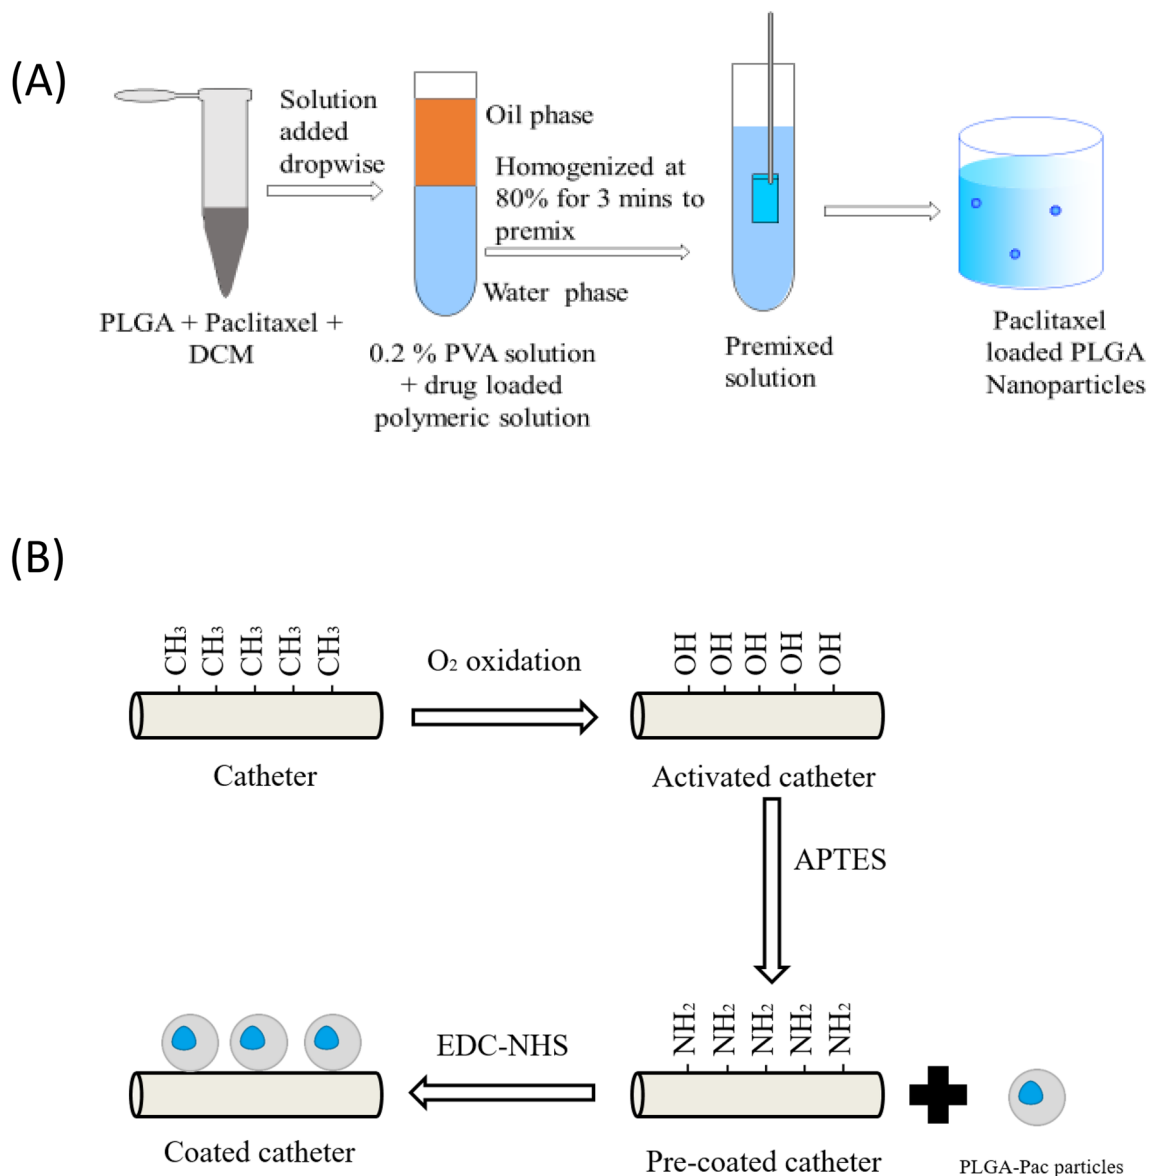 (A)
Solution
added
dropwise
Oil phase
Homogenized at
80% for 3 mins to
premix
Water phase
PLGA + Paclitaxel +
DCM
0.2 % PVA solution
+ drug loaded
polymeric solution
Premixed
solution
Paclitaxel
loaded PLGA
Nanoparticles
(B)
CH₃ CH₃ CH₃ CH₃ CH₃
O₂ oxidation
OH OH OH OH OH
Catheter
Activated catheter
APTES
NH₂ NH₂ NH₂ NH₂ NH₂
EDC-NHS
Coated catheter
Pre-coated catheter
PLGA-Pac particles